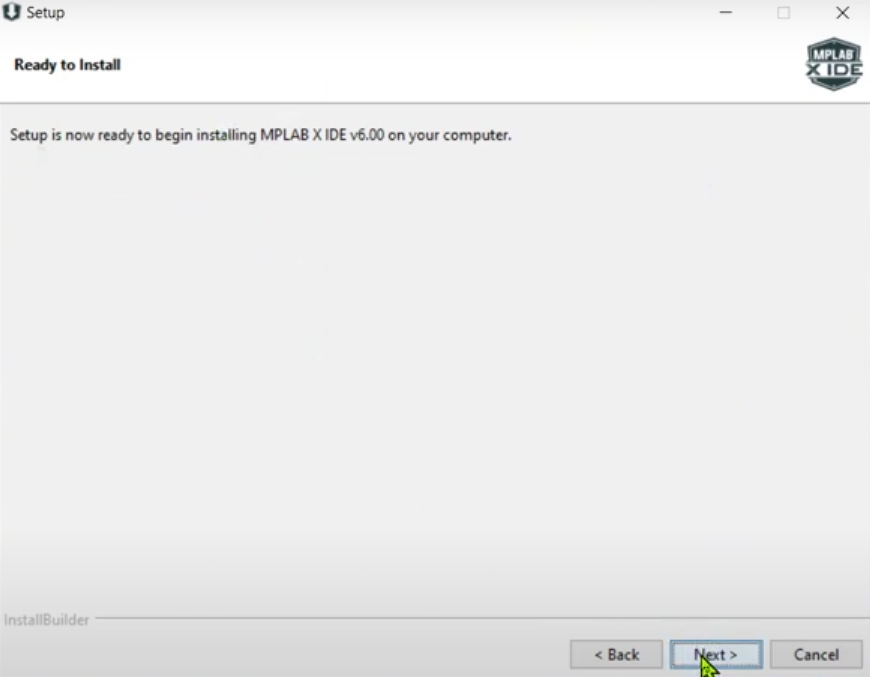 Setup
Ready to Install
MPLAB
X IDE
Setup is now ready to begin installing MPLAB X IDE v6.00 on your computer.
InstallBuilder
< Back
Next >
Cancel